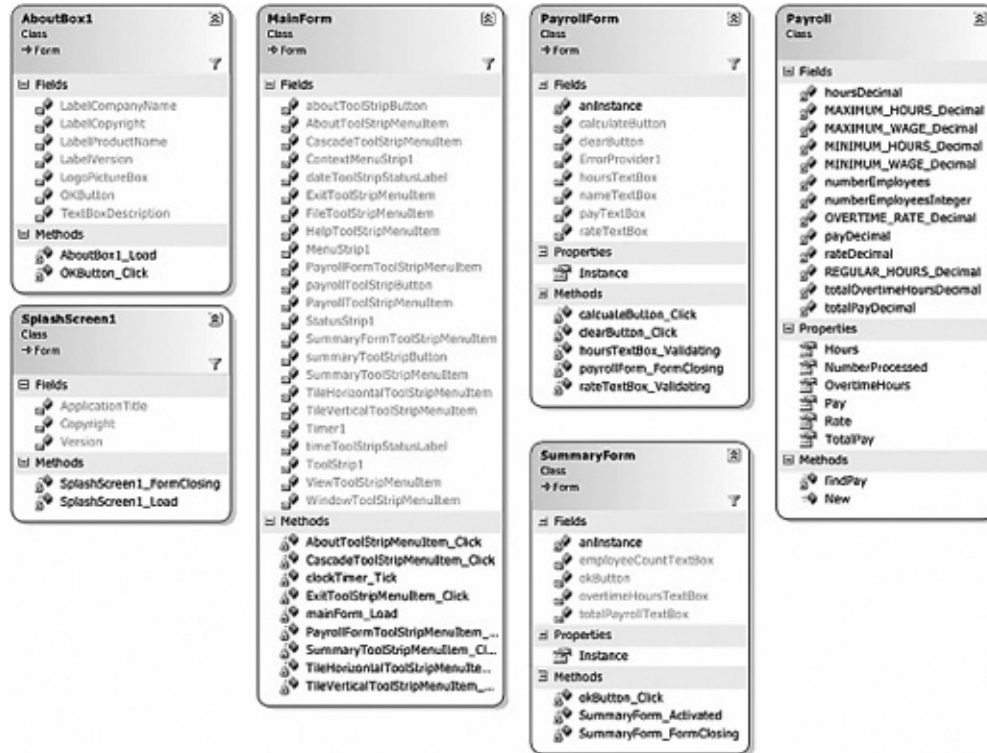 AboutBox1
Class
Form
Fields
LabelCompanyName
LabelCopyright
LabelProductName
LabelVersion
LogoPictureBox
OKButton
TextBoxDescription
Methods
AboutBox1_Load
OKButton_Click
SplashScreen1
Class
Form
Fields
ApplicationTitle
Copyright
Version
Methods
SplashScreen1_FormClosing
SplashScreen1_Load
MainForm
Class
Form
Fields
aboutToolStripButton
AboutToolStripMenuItem
CascadeToolStripMenuItem
ContextMenuStrip1
dateToolStripStatusLabel
ExitToolStripMenuItem
FileToolStripMenuItem
HelpToolStripMenuItem
MenuStrip1
PayrollFormToolStripMenuItem
payrollToolStripButton
PayrollToolStripMenuItem
StatusStrip1
SummaryFormToolStripMenuItem
summaryToolStripButton
SummaryToolStripMenuItem
TileHorizontalToolStripMenuItem
TileVerticalToolStripMenuItem
Timer1
timeToolStripStatusLabel
ToolStrip1
ViewToolStripMenuItem
WindowToolStripMenuItem
Methods
AboutToolStripMenuItem_Click
CascadeToolStripMenuItem_Click
clockTimer_Tick
ExitToolStripMenuItem_Click
mainForm_Load
PayrollFormToolStripMenuItem_...
SummaryToolStripMenuItem_Cl...
TileHorizontalToolStripMenuIte...
TileVerticalToolStripMenuItem_...
PayrollForm
Class
Form
Fields
anInstance
calculateButton
clearButton
ErrorProvider1
hoursTextBox
nameTextBox
payTextBox
rateTextBox
Properties
Instance
Methods
calcualeButton_Click
clearButton_Click
hoursTextBox_Validating
payrollForm_FormClosing
rateTextBox_Validating
SummaryForm
Class
Form
Fields
anInstance
employeeCountTextBox
okButton
overtimeHoursTextBox
totalPayrollTextBox
Properties
Instance
Methods
okButton_Click
SummaryForm_Activated
SummaryForm_FormClosing
Payroll
Class
Fields
hoursDecimal
MAXIMUM_HOURS_Decimal
MAXIMUM_WAGE_Decimal
MINIMUM_HOURS_Decimal
MINIMUM_WAGE_Decimal
numberEmployees
numberEmployeesInteger
OVERTIME_RATE_Decimal
payDecimal
rateDecimal
REGULAR_HOURS_Decimal
totalOvertimeHoursDecimal
totalPayDecimal
Properties
Hours
NumberProcessed
OvertimeHours
Pay
Rate
TotalPay
Methods
findPay
New